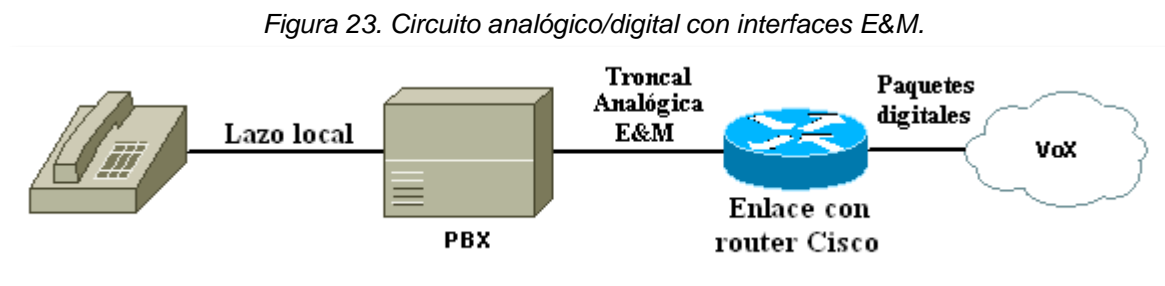 Figura 23. Circuito analógico/digital con interfaces E&M.
Lazo local
PBX
Troncal
Analógica
E&M
Enlace con
router Cisco
Paquetes
digitales
VoX